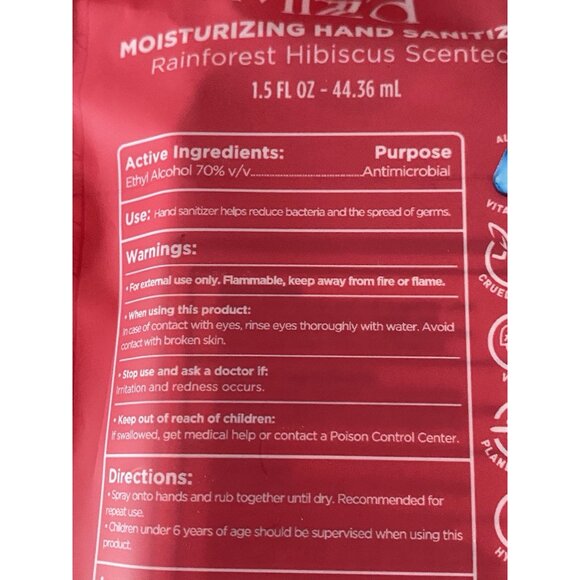 MOISTURIZING HAND SANITIZ
Rainforest Hibiscus Scented
1.5 FL OZ - 44.36 mL
Active Ingredients: Purpose
Ethyl Alcohol 70% v/v Antimicrobial
Use: Hand sanitizer helps reduce bacteria and the spread of germs.
Warnings:
• For external use only. Flammable, keep away from fire or flame.
• When using this product:
In case of contact with eyes, rinse eyes thoroughly with water. Avoid
contact with broken skin.
• Stop use and ask a doctor if:
Irritation and redness occurs.
• Keep out of reach of children:
If swallowed, get medical help or contact a Poison Control Center.
Directions:
• Spray onto hands and rub together until dry. Recommended for
repeat use.
• Children under 6 years of age should be supervised when using this
product.
VITA
CRUEL
PLAN
HY